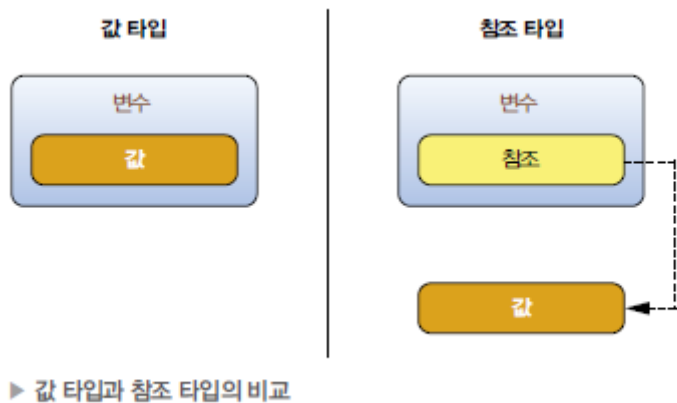 값 타입
변수
값
참조 타입
변수
참조
값
▶ 값 타입과 참조 타입의 비교